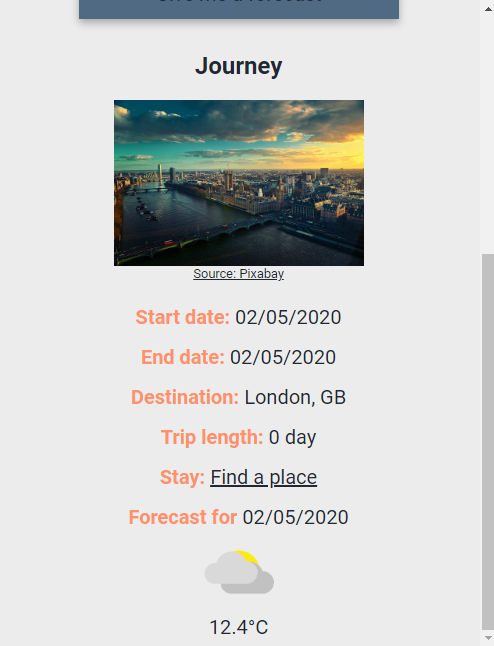 Journey
Source: Pixabay
Start date: 02/05/2020
End date: 02/05/2020
Destination: London, GB
Trip length: 0 day
Stay: Find a place
Forecast for 02/05/2020
12.4°C